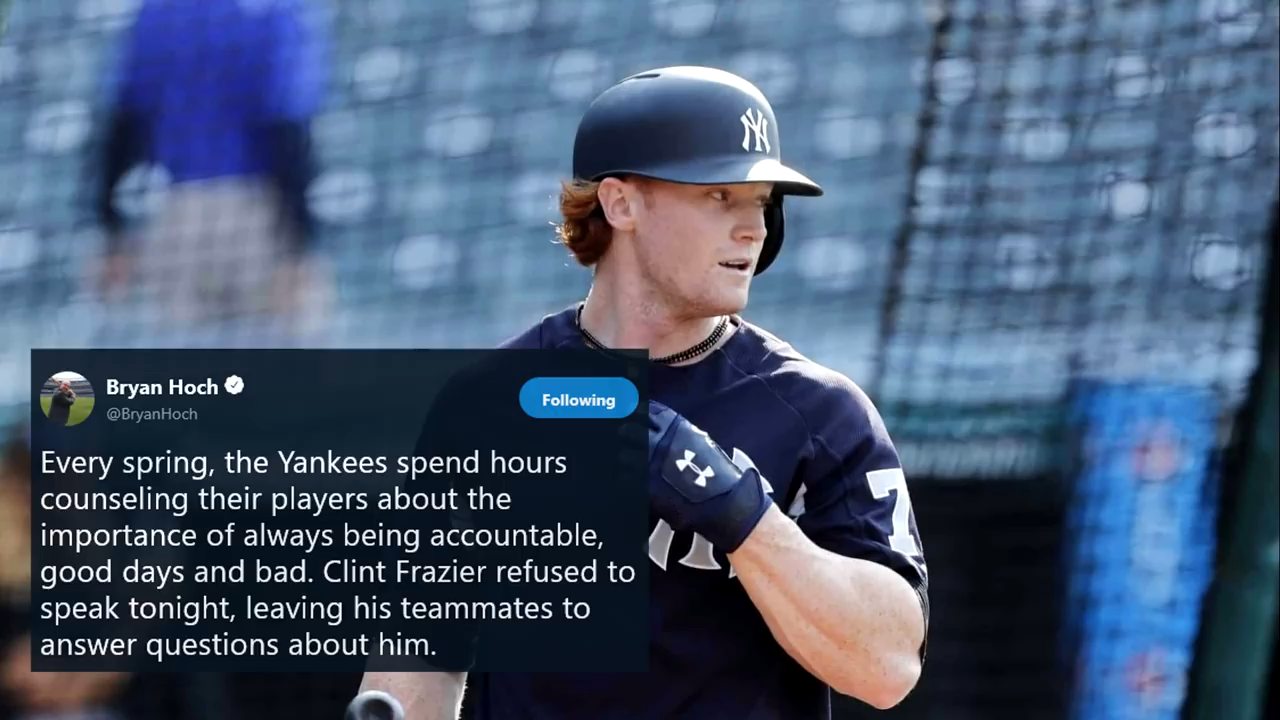 NY
Bryan Hoch
@BryanHoch
Following
Every spring, the Yankees spend hours
counseling their players about the
importance of always being accountable,
good days and bad. Clint Frazier refused to
speak tonight, leaving his teammates to
answer questions about him.
7